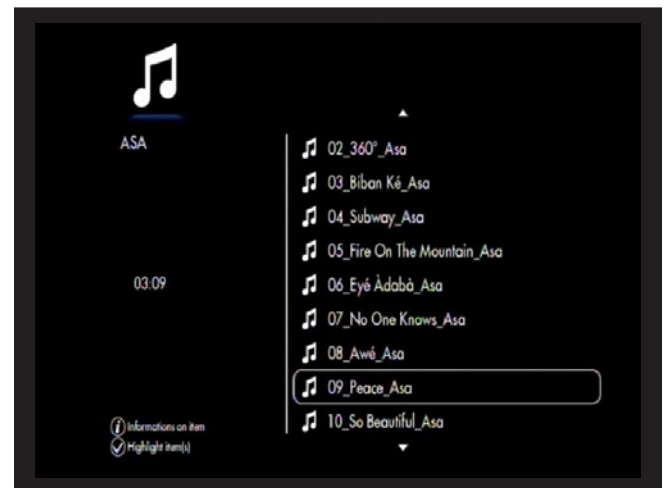 ASA
03:09
02_360°_Asa
03_Biban Ké_Asa
04_Subway_Asa
05_Fire On The Mountain_Asa
06_Eyé Àdabà_Asa
07_No One Knows_Asa
08_Awé_Asa
09_Peace_Asa
10_So Beautiful_Asa
i Informations on item
Highlight item(s)